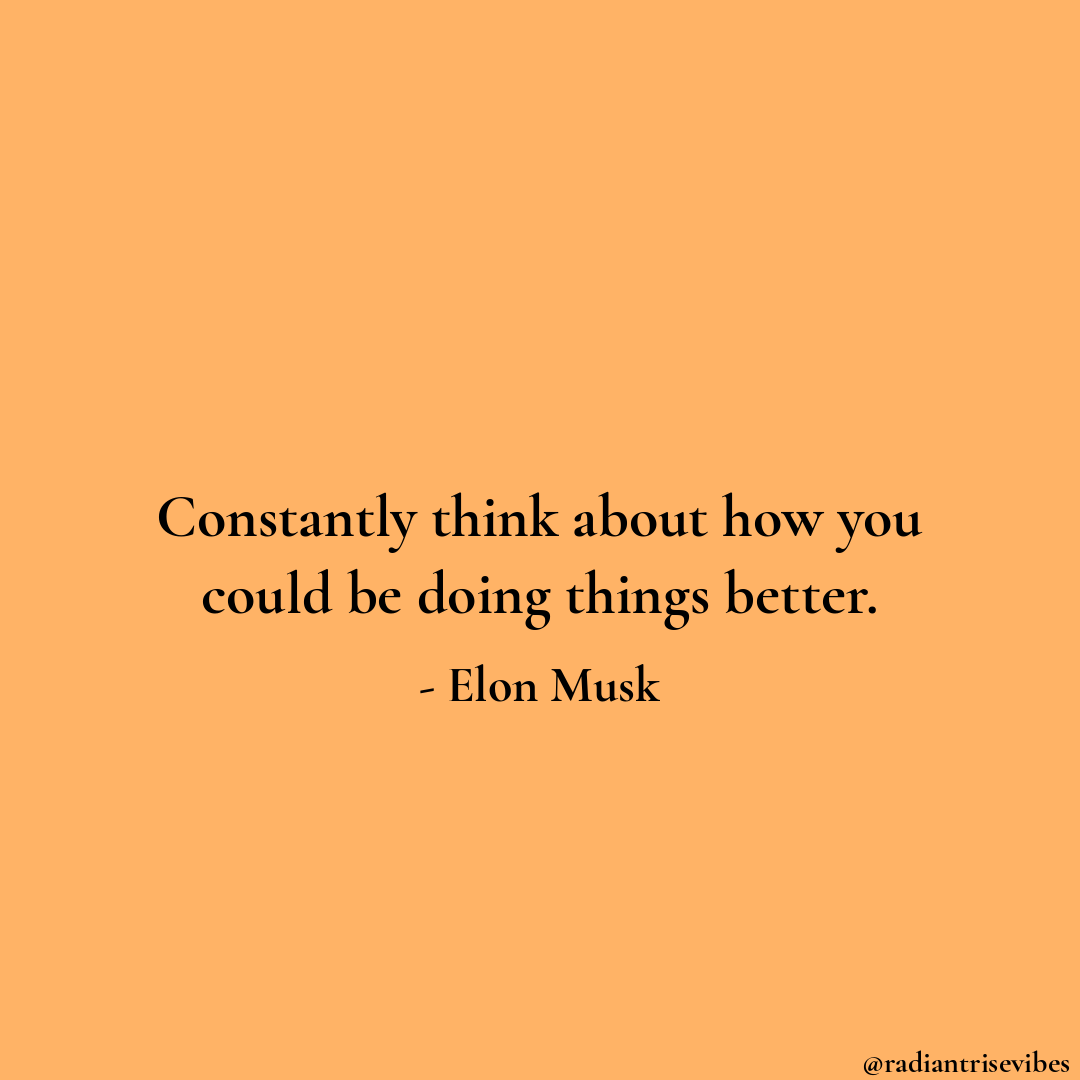 Constantly think about how you
could be doing things better.
- Elon Musk
@radiantrisevibes